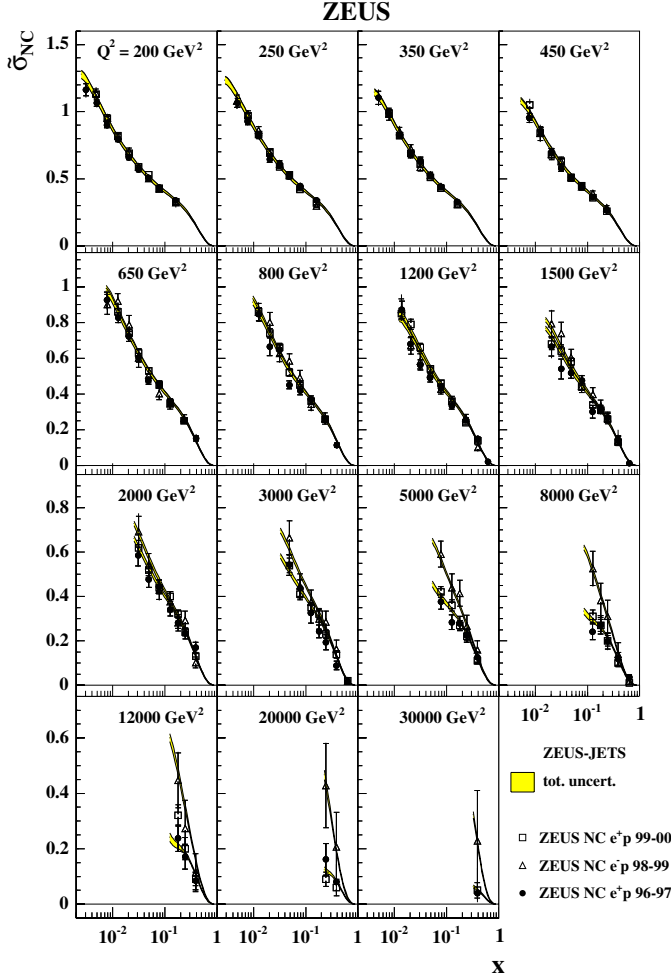 ZEUS
σ̃NC
Q² = 200 GeV²
250 GeV²
350 GeV²
450 GeV²
1.5
1
0.5
0
650 GeV²
800 GeV²
1200 GeV²
1500 GeV²
1
0.8
0.6
0.4
0.2
0
2000 GeV²
3000 GeV²
5000 GeV²
8000 GeV²
0.8
0.6
0.4
0.2
0
10⁻² 10⁻¹ 1
12000 GeV²
20000 GeV²
30000 GeV²
0.6
0.4
0.2
0
10⁻² 10⁻¹ 1
10⁻² 10⁻¹ 1
10⁻² 10⁻¹ 1
x
ZEUS-JETS
tot. uncert.
ZEUS NC e⁺p 99-00
ZEUS NC e⁻p 98-99
ZEUS NC e⁺p 96-97